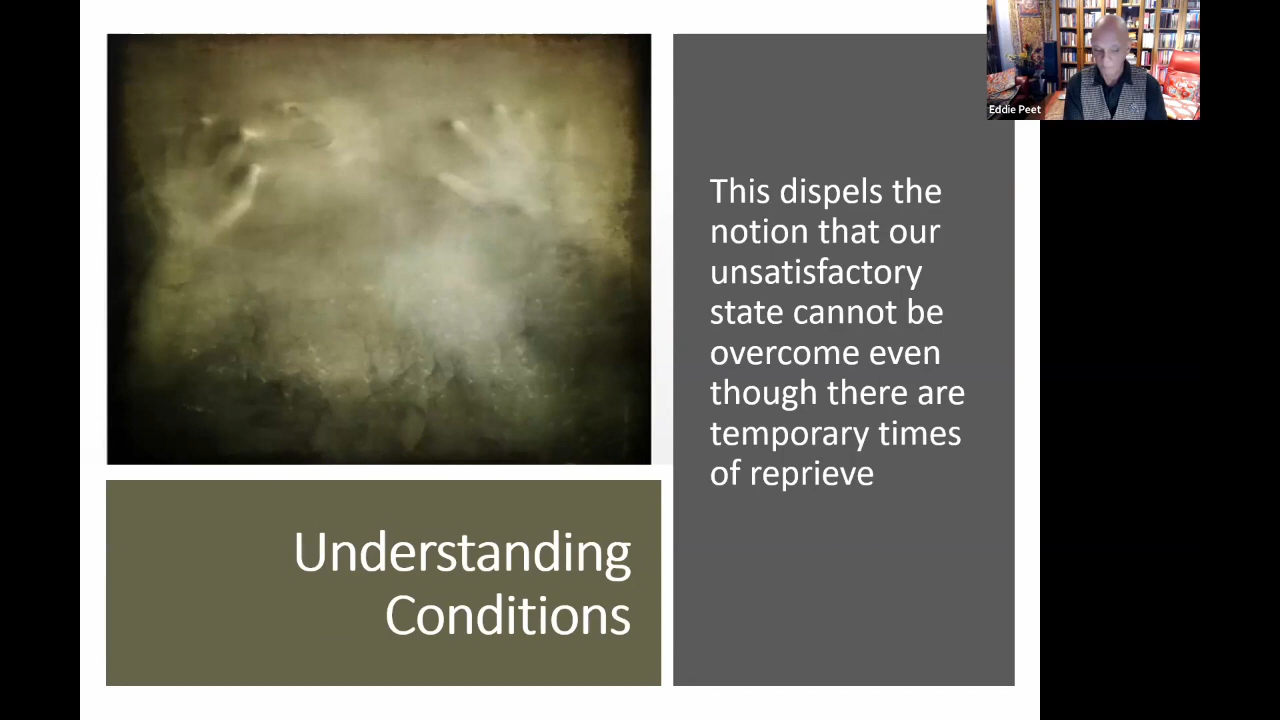 Eddie Peet
This dispels the
notion that our
unsatisfactory
state cannot be
overcome even
though there are
temporary times
of reprieve
Understanding
Conditions